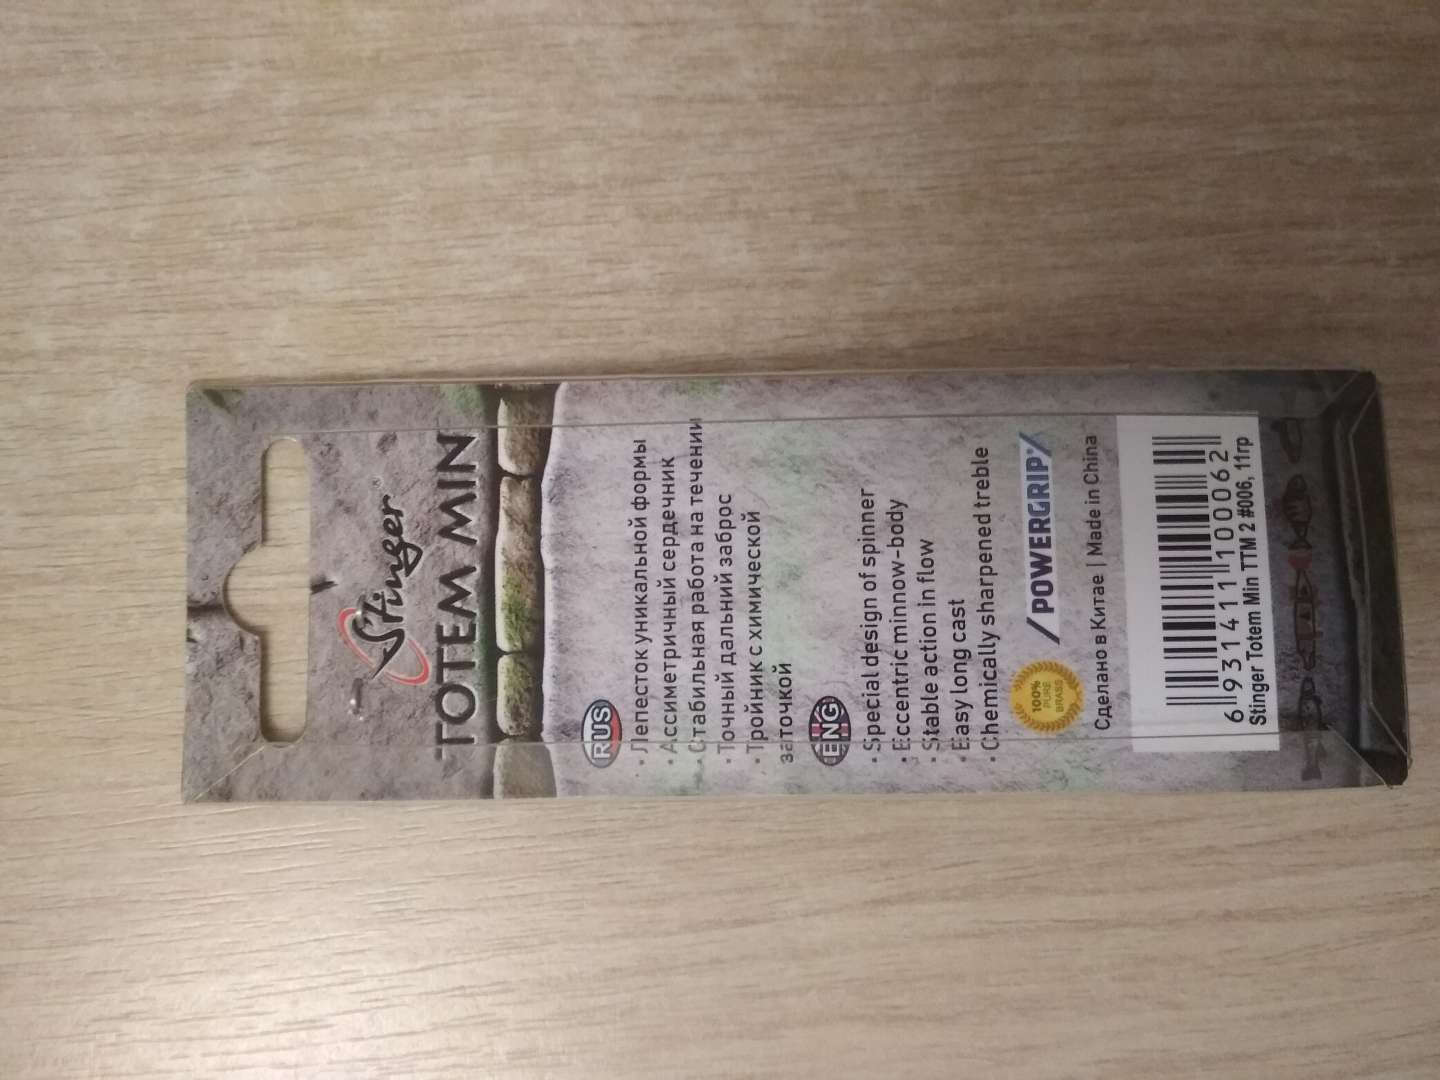 Stinger®
TOTEM MIN
RUS
• Лепесток уникальной формы
• Ассиметричный сердечник
• Стабильная работа на течении
• Точный дальний заброс
• Тройник с химической
заточкой
ENG
• Special design of spinner
• Eccentric minnow-body
• Stable action in flow
• Easy long cast
• Chemically sharpened treble
100%
PURE
BRASS
POWERGRIP®
Сделано в Китае | Made in China
6 931411 100062
Stinger Totem Min TTM 2 #006, 11гр